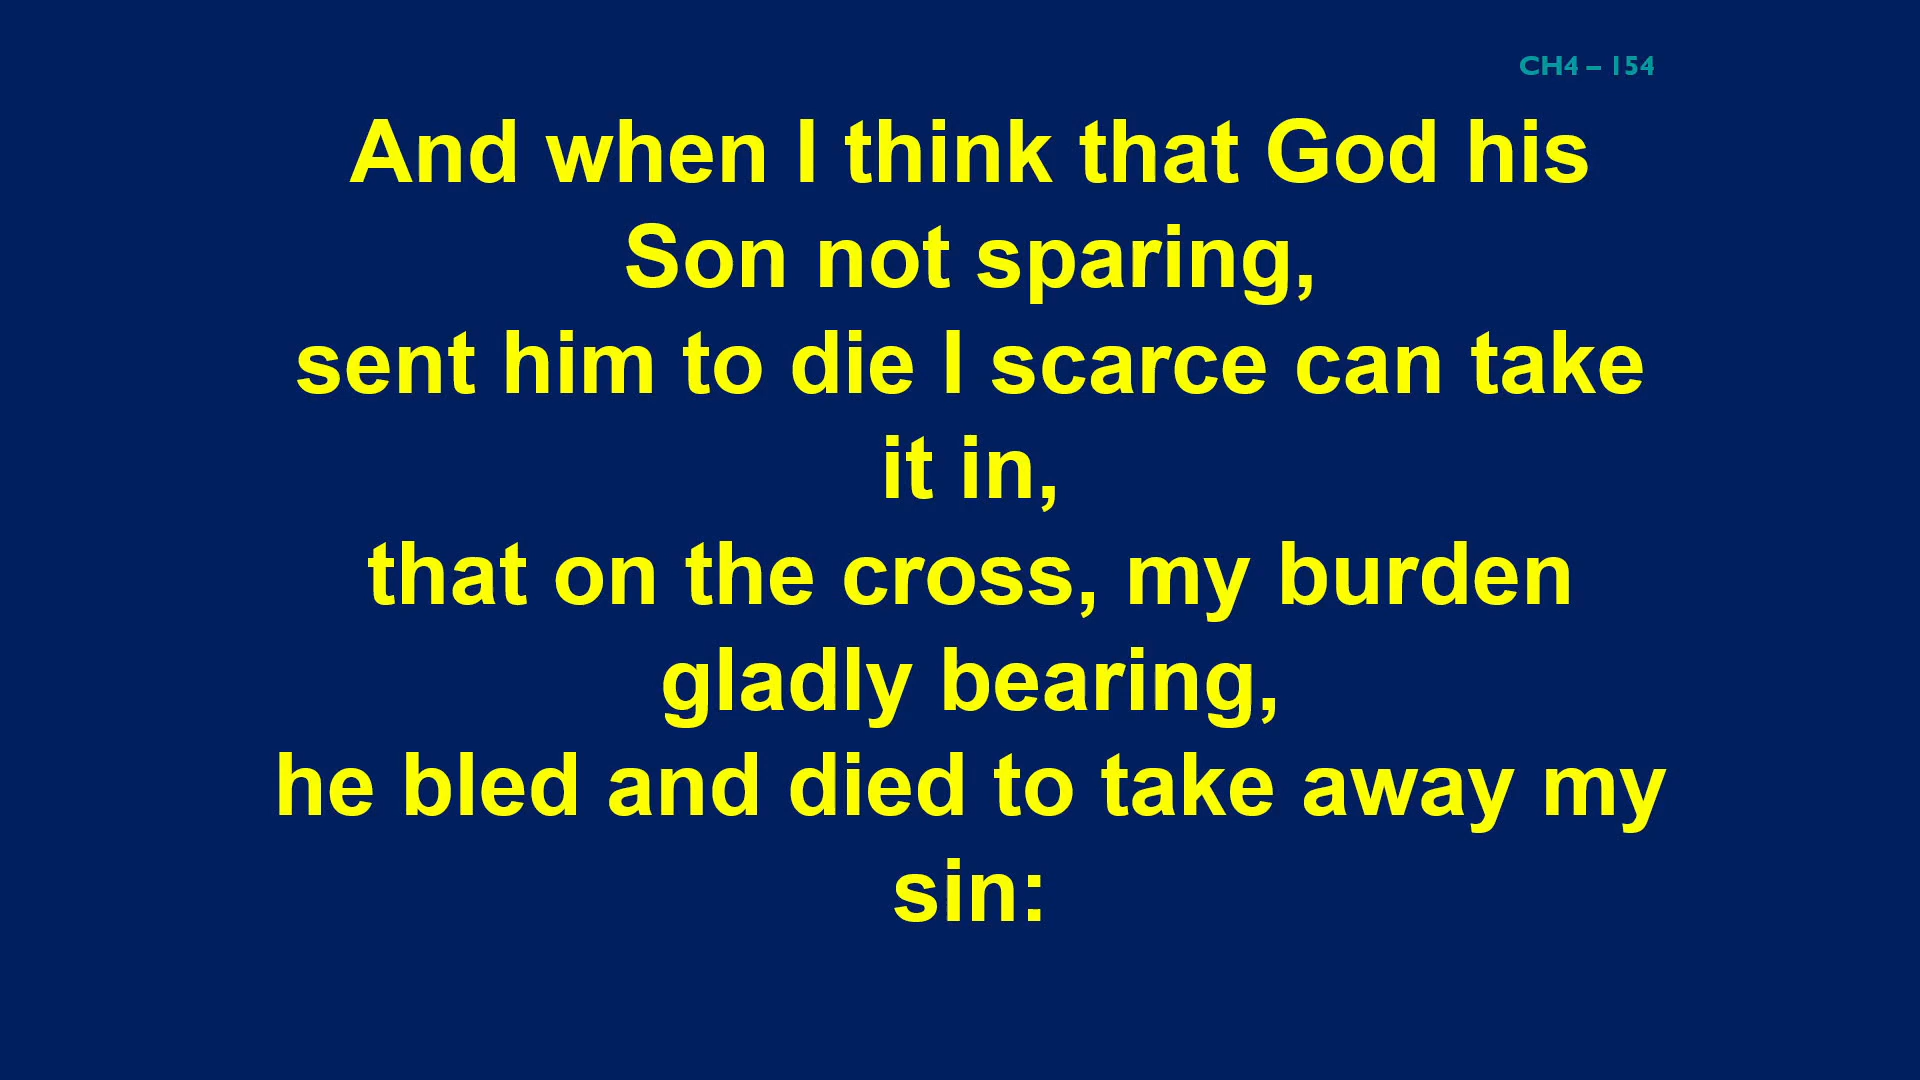 CH4 – 154
And when I think that God his
Son not sparing,
sent him to die I scarce can take
it in,
that on the cross, my burden
gladly bearing,
he bled and died to take away my
sin: